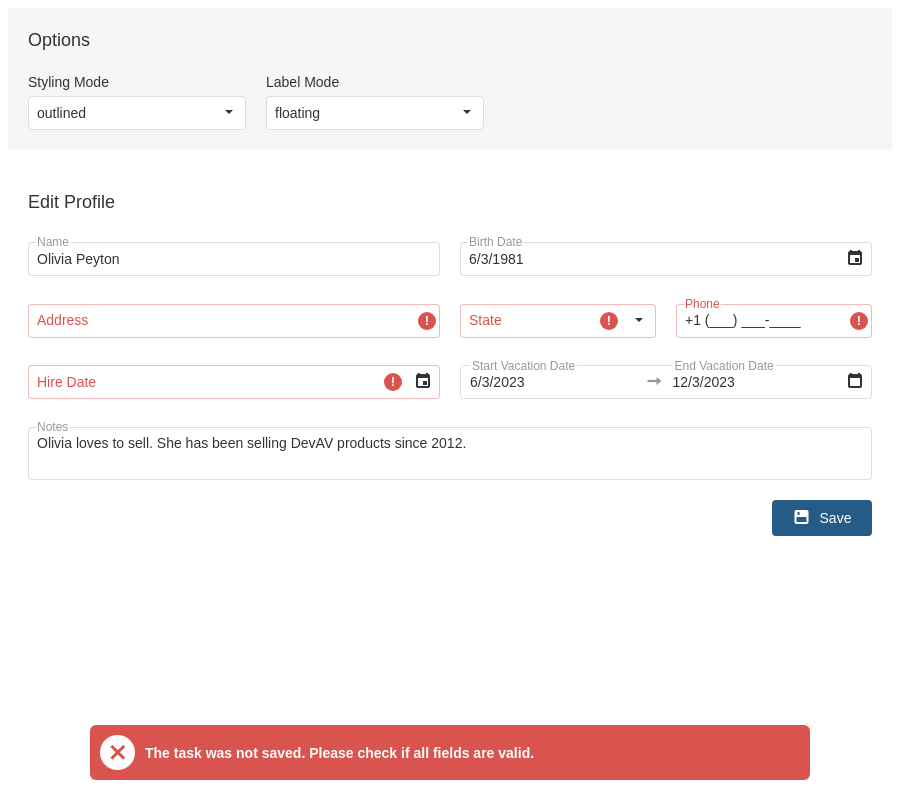 Options
Styling Mode Label Mode
outlined floating
Edit Profile
Name Birth Date
Olivia Peyton 6/3/1981
Address ! State ! Phone
+1 (___) ___-____ !
Hire Date ! Start Vacation Date End Vacation Date
6/3/2023 12/3/2023
Notes
Olivia loves to sell. She has been selling DevAV products since 2012.
Save
The task was not saved. Please check if all fields are valid.